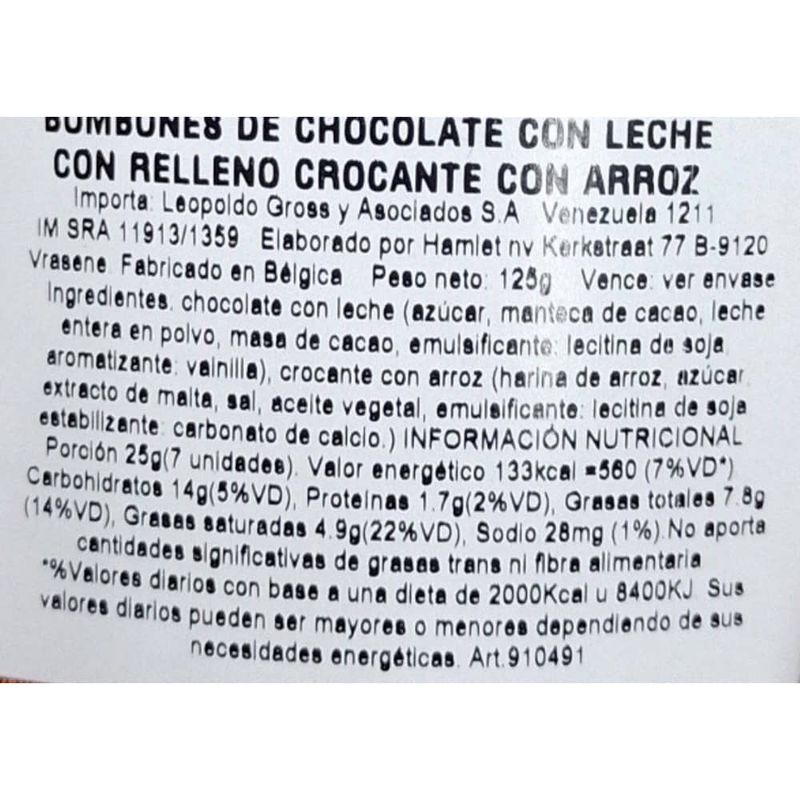 BOMBONES DE CHOCOLATE CON LECHE
CON RELLENO CROCANTE CON ARROZ
Importa: Leopoldo Gross y Asociados S.A Venezuela 1211
IM SRA 11913/1359 Elaborado por Hamlet nv Kerkstraat 77 B-9120
Vrasene. Fabricado en Bélgica Peso neto: 125g Vence: ver envase
Ingredientes. chocolate con leche (azúcar, manteca de cacao, leche
entera en polvo, masa de cacao, emulsificante: lecitina de soja,
aromatizante: vainilla), crocante con arroz (harina de arroz, azúcar,
extracto de malta, sal, aceite vegetal, emulsificante: lecitina de soja
estabilizante: carbonato de calcio.) INFORMACIÓN NUTRICIONAL
Porción 25g(7 unidades). Valor energético 133kcal =560 (7%VD*)
Carbohidratos 14g(5%VD), Proteínas 1.7g(2%VD), Grasas totales 7.8g
(14%VD), Grasas saturadas 4.9g(22%VD), Sodio 28mg (1%).No aporta
cantidades significativas de grasas trans ni fibra alimentaria
*%Valores diarios con base a una dieta de 2000Kcal u 8400KJ. Sus
valores diarios pueden ser mayores o menores dependiendo de sus
necesidades energéticas. Art.910491